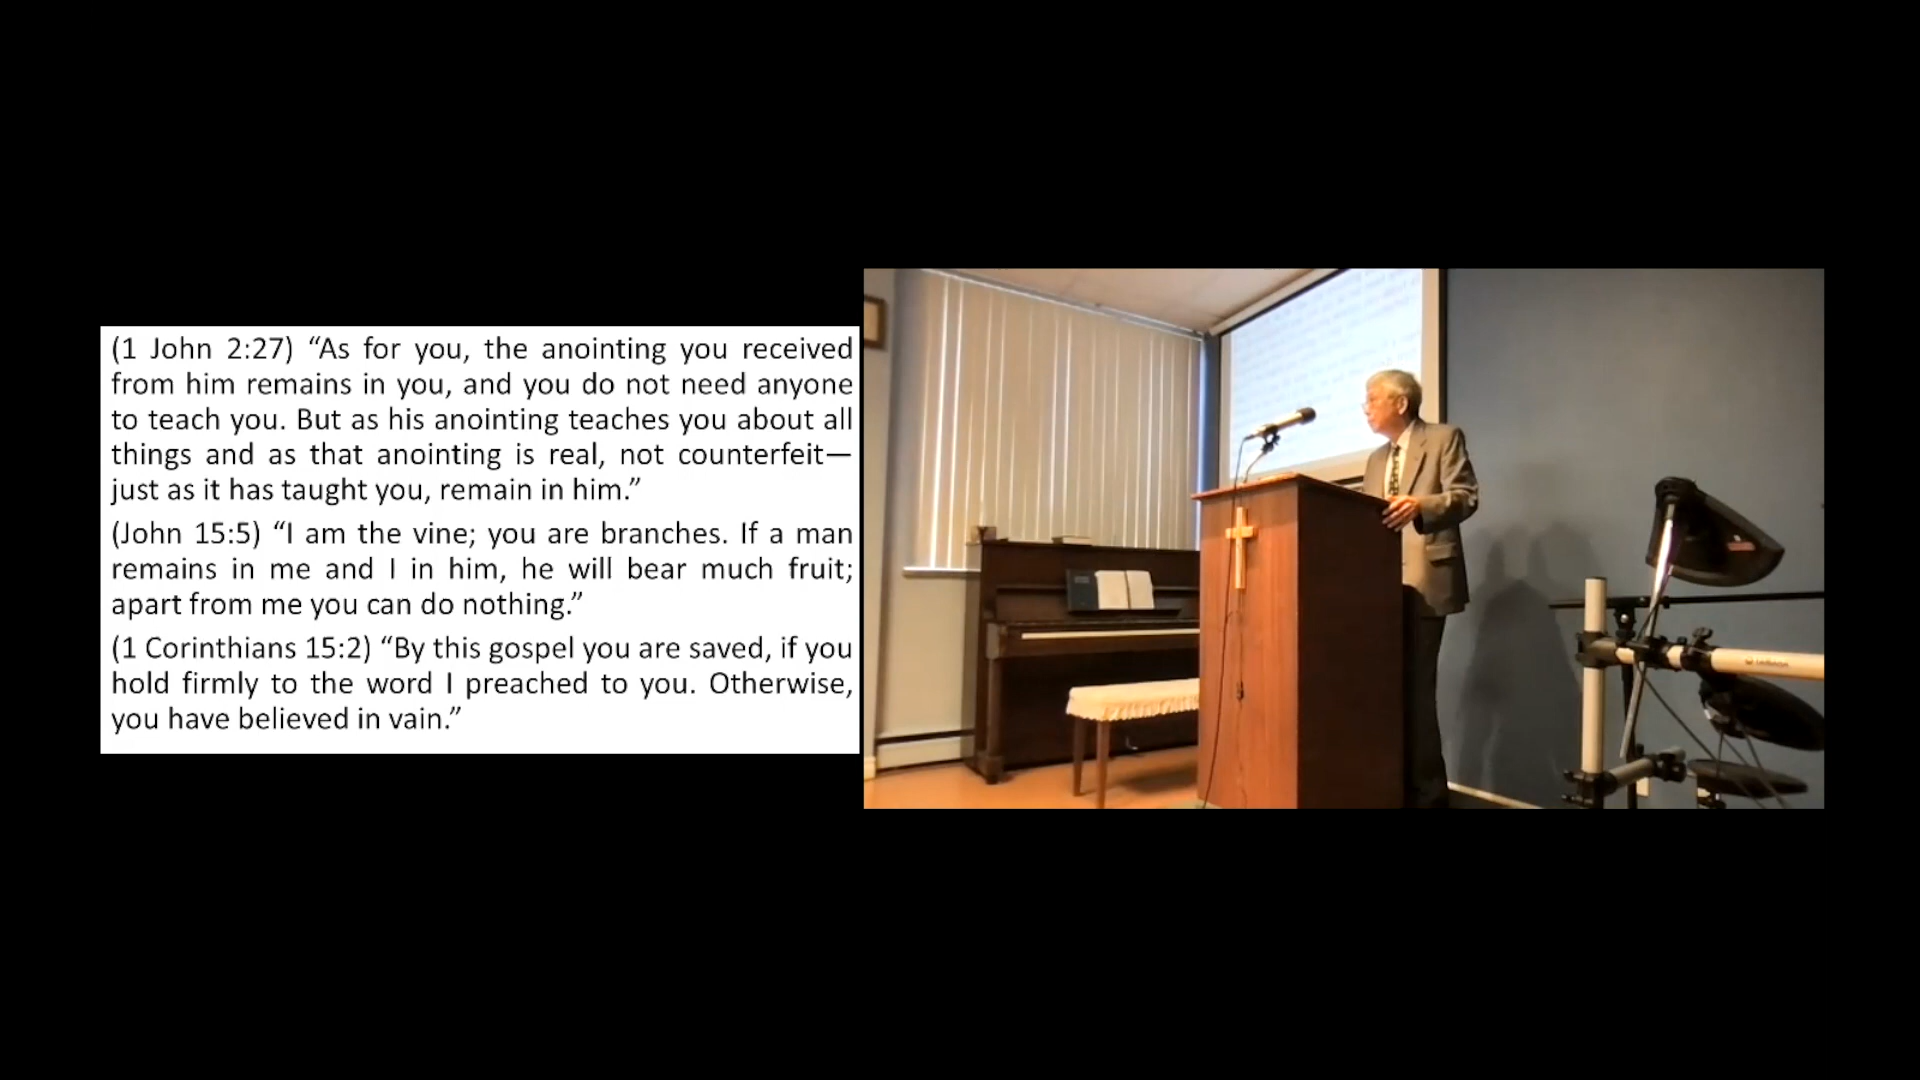 (1 John 2:27) “As for you, the anointing you received
from him remains in you, and you do not need anyone
to teach you. But as his anointing teaches you about all
things and as that anointing is real, not counterfeit—
just as it has taught you, remain in him.”
(John 15:5) “I am the vine; you are branches. If a man
remains in me and I in him, he will bear much fruit;
apart from me you can do nothing.”
(1 Corinthians 15:2) “By this gospel you are saved, if you
hold firmly to the word I preached to you. Otherwise,
you have believed in vain.”